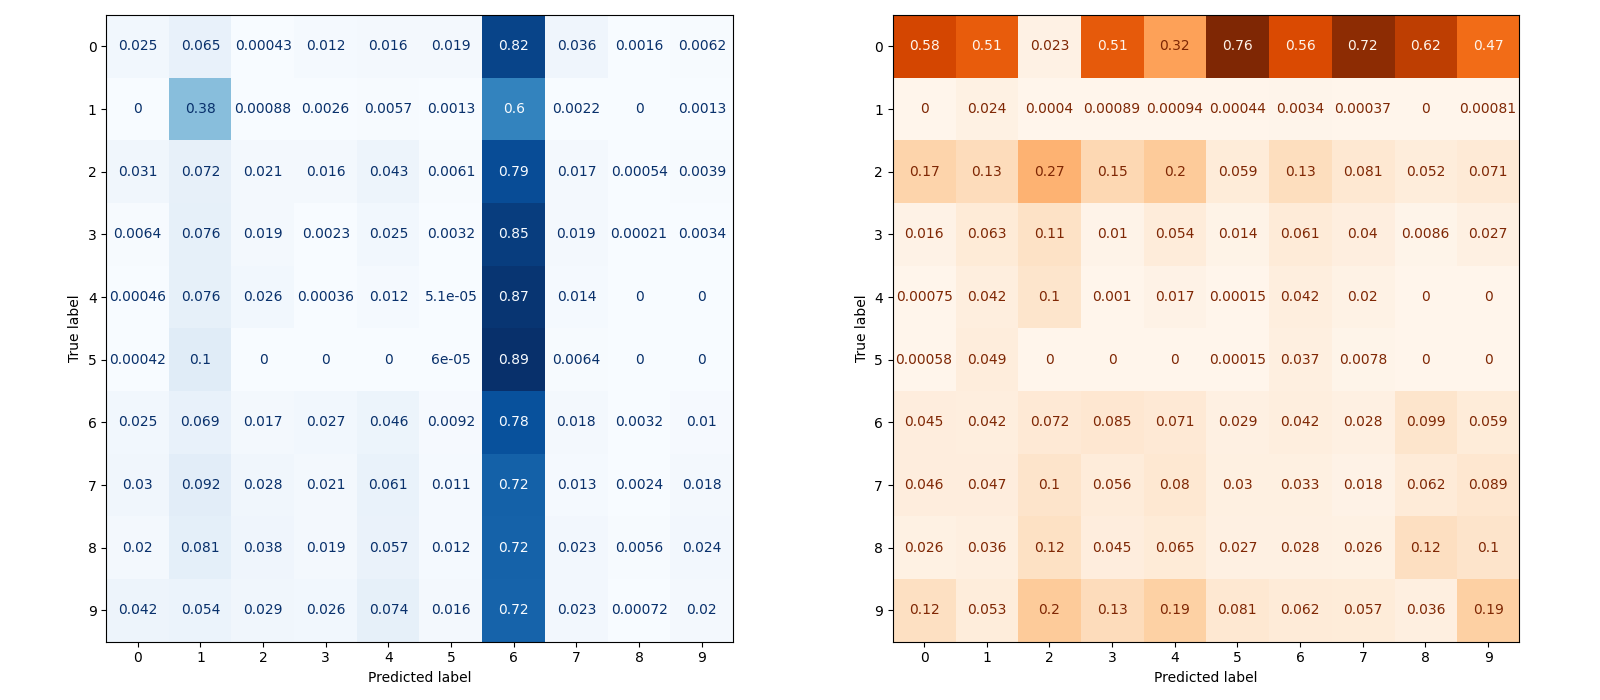 0 0.025 0.065 0.00043 0.012 0.016 0.019 0.82 0.036 0.0016 0.0062
1 0 0.38 0.00088 0.0026 0.0057 0.0013 0.6 0.0022 0 0.0013
2 0.031 0.072 0.021 0.016 0.043 0.0061 0.79 0.017 0.00054 0.0039
3 0.0064 0.076 0.019 0.0023 0.025 0.0032 0.85 0.019 0.00021 0.0034
4 0.00046 0.076 0.026 0.00036 0.012 5.1e-05 0.87 0.014 0 0
5 0.00042 0.1 0 0 0 6e-05 0.89 0.0064 0 0
6 0.025 0.069 0.017 0.027 0.046 0.0092 0.78 0.018 0.0032 0.01
7 0.03 0.092 0.028 0.021 0.061 0.011 0.72 0.013 0.0024 0.018
8 0.02 0.081 0.038 0.019 0.057 0.012 0.72 0.023 0.0056 0.024
9 0.042 0.054 0.029 0.026 0.074 0.016 0.72 0.023 0.00072 0.02
0 1 2 3 4 5 6 7 8 9
Predicted label
True label
0 0.58 0.51 0.023 0.51 0.32 0.76 0.56 0.72 0.62 0.47
1 0 0.024 0.0004 0.00089 0.00094 0.00044 0.0034 0.00037 0 0.00081
2 0.17 0.13 0.27 0.15 0.2 0.059 0.13 0.081 0.052 0.071
3 0.016 0.063 0.11 0.01 0.054 0.014 0.061 0.04 0.0086 0.027
4 0.00075 0.042 0.1 0.001 0.017 0.00015 0.042 0.02 0 0
5 0.00058 0.049 0 0 0 0.00015 0.037 0.0078 0 0
6 0.045 0.042 0.072 0.085 0.071 0.029 0.042 0.028 0.099 0.059
7 0.046 0.047 0.1 0.056 0.08 0.03 0.033 0.018 0.062 0.089
8 0.026 0.036 0.12 0.045 0.065 0.027 0.028 0.026 0.12 0.1
9 0.12 0.053 0.2 0.13 0.19 0.081 0.062 0.057 0.036 0.19
0 1 2 3 4 5 6 7 8 9
Predicted label
True label